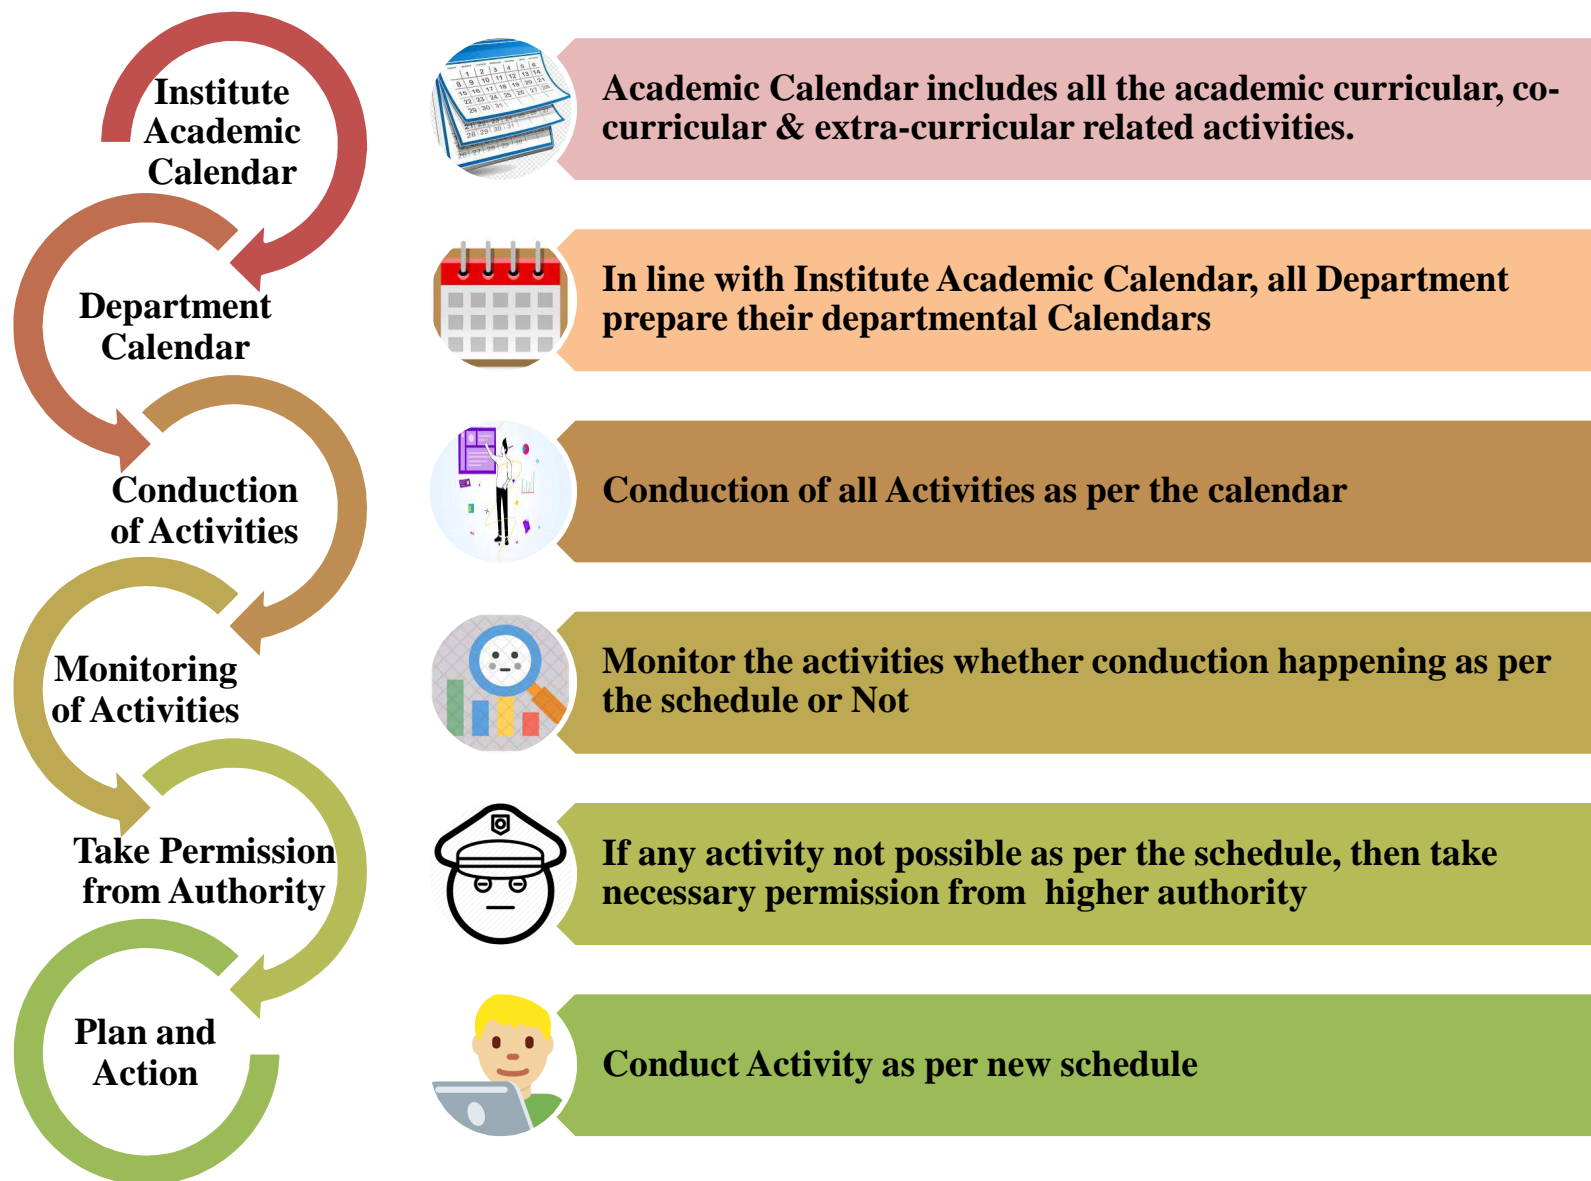 Institute
Academic
Calendar
Academic Calendar includes all the academic curricular, co-
curricular & extra-curricular related activities.
Department
Calendar
In line with Institute Academic Calendar, all Department
prepare their departmental Calendars
Conduction
of Activities
Conduction of all Activities as per the calendar
Monitoring
of Activities
Monitor the activities whether conduction happening as per
the schedule or Not
Take Permission
from Authority
If any activity not possible as per the schedule, then take
necessary permission from  higher authority
Plan and
Action
Conduct Activity as per new schedule